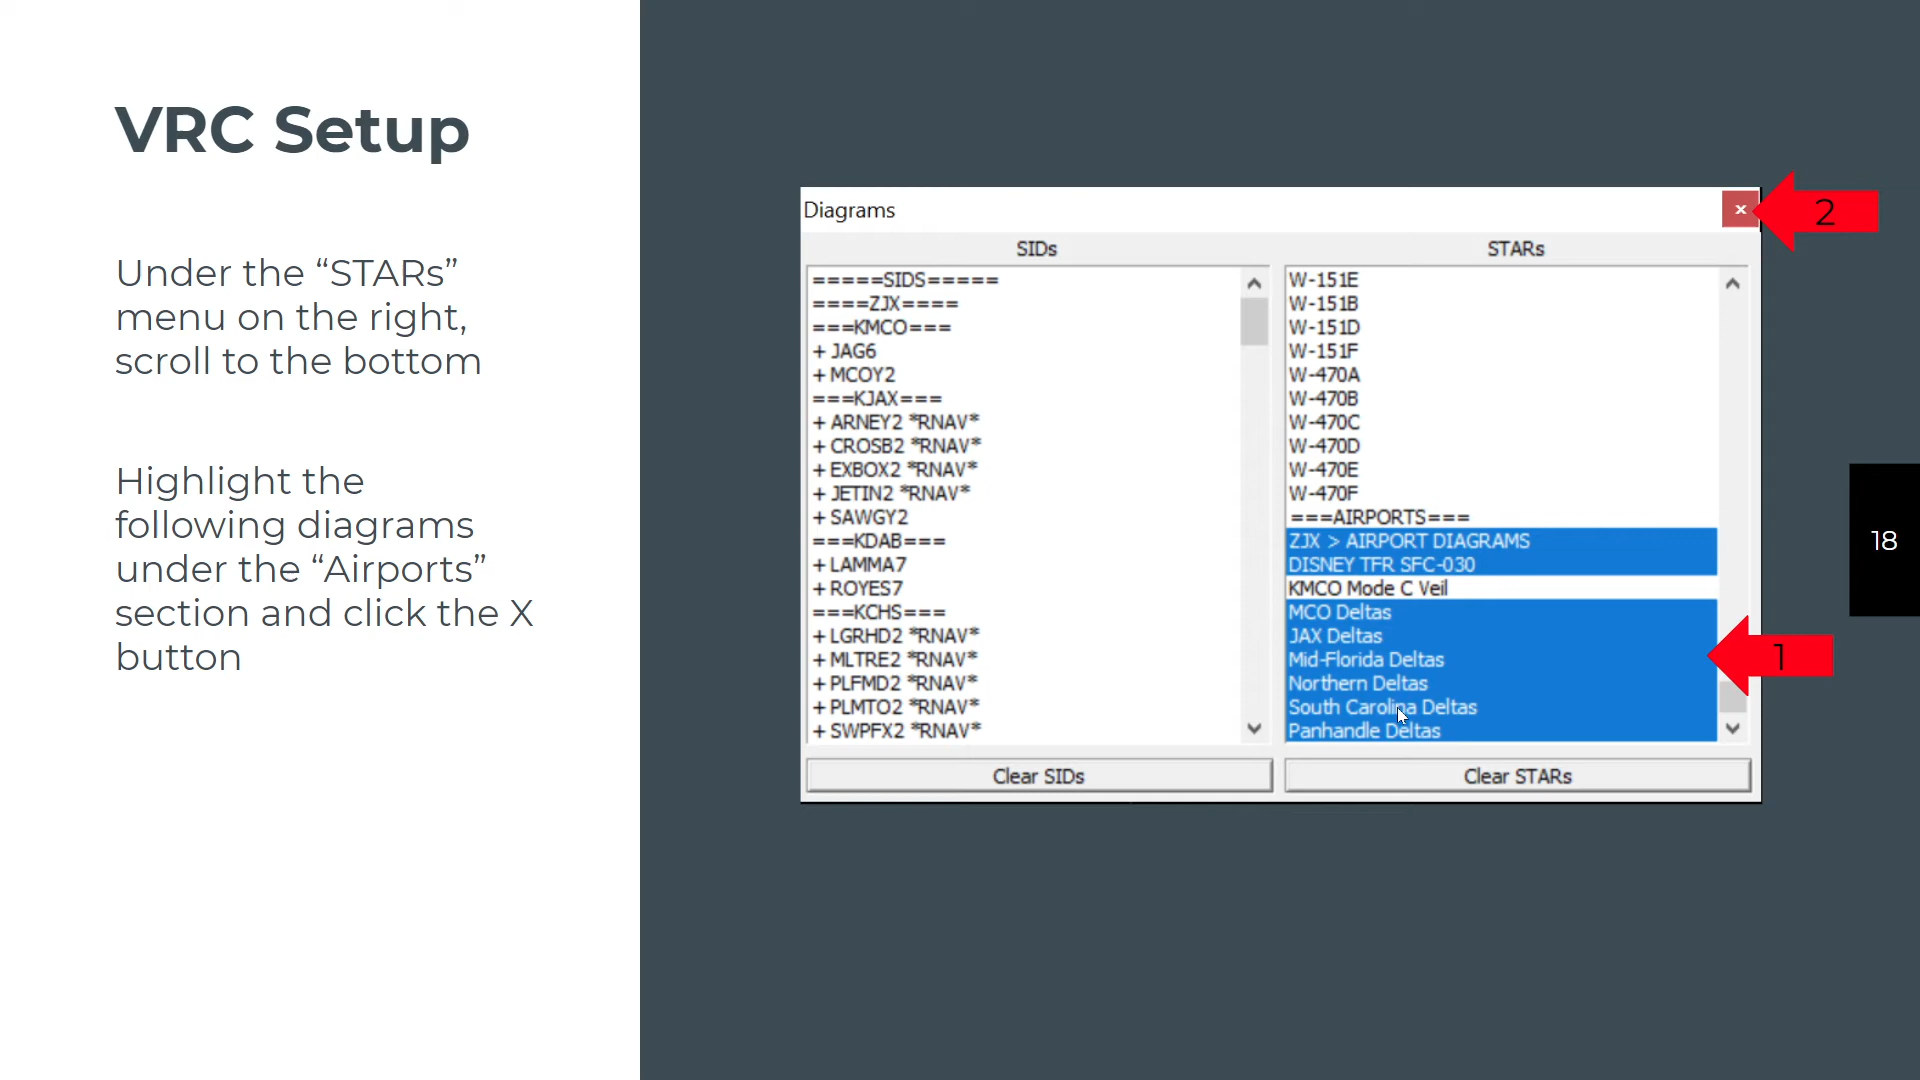 VRC Setup
Under the “STARs”
menu on the right,
scroll to the bottom
Highlight the
following diagrams
under the “Airports”
section and click the X
button
Diagrams
x
2
SIDs
=====SIDS=====
====ZJX====
===KMCO===
+ JAG6
+ MCOY2
===KJAX===
+ ARNEY2 *RNAV*
+ CROSB2 *RNAV*
+ EXBOX2 *RNAV*
+ JETIN2 *RNAV*
+ SAWGY2
===KDAB===
+ LAMMA7
+ ROYES7
===KCHS===
+ LGRHD2 *RNAV*
+ MLTRE2 *RNAV*
+ PLFMD2 *RNAV*
+ PLMTO2 *RNAV*
+ SWPFX2 *RNAV*
Clear SIDs
STARs
W-151E
W-151B
W-151D
W-151F
W-470A
W-470B
W-470C
W-470D
W-470E
W-470F
===AIRPORTS===
ZJX > AIRPORT DIAGRAMS
DISNEY TFR SFC-030
KMCO Mode C Veil
MCO Deltas
JAX Deltas
Mid-Florida Deltas
Northern Deltas
South Carolina Deltas
Panhandle Deltas
Clear STARs
1
18